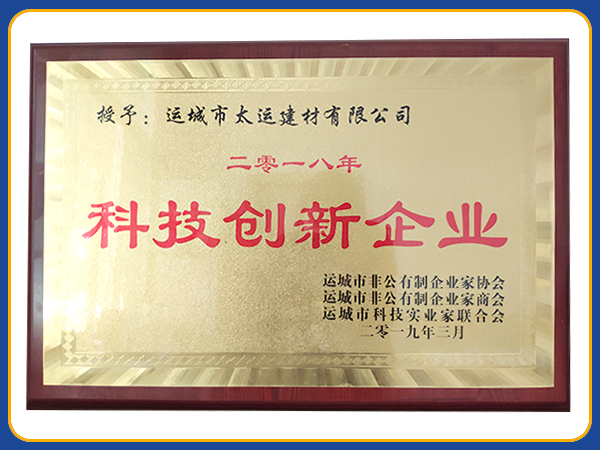 授予：运城市太运建材有限公司
二零一八年
科技创新企业
运城市非公有制企业家协会
运城市非公有制企业家商会
运城市科技实业家联合会
二零一九年三月